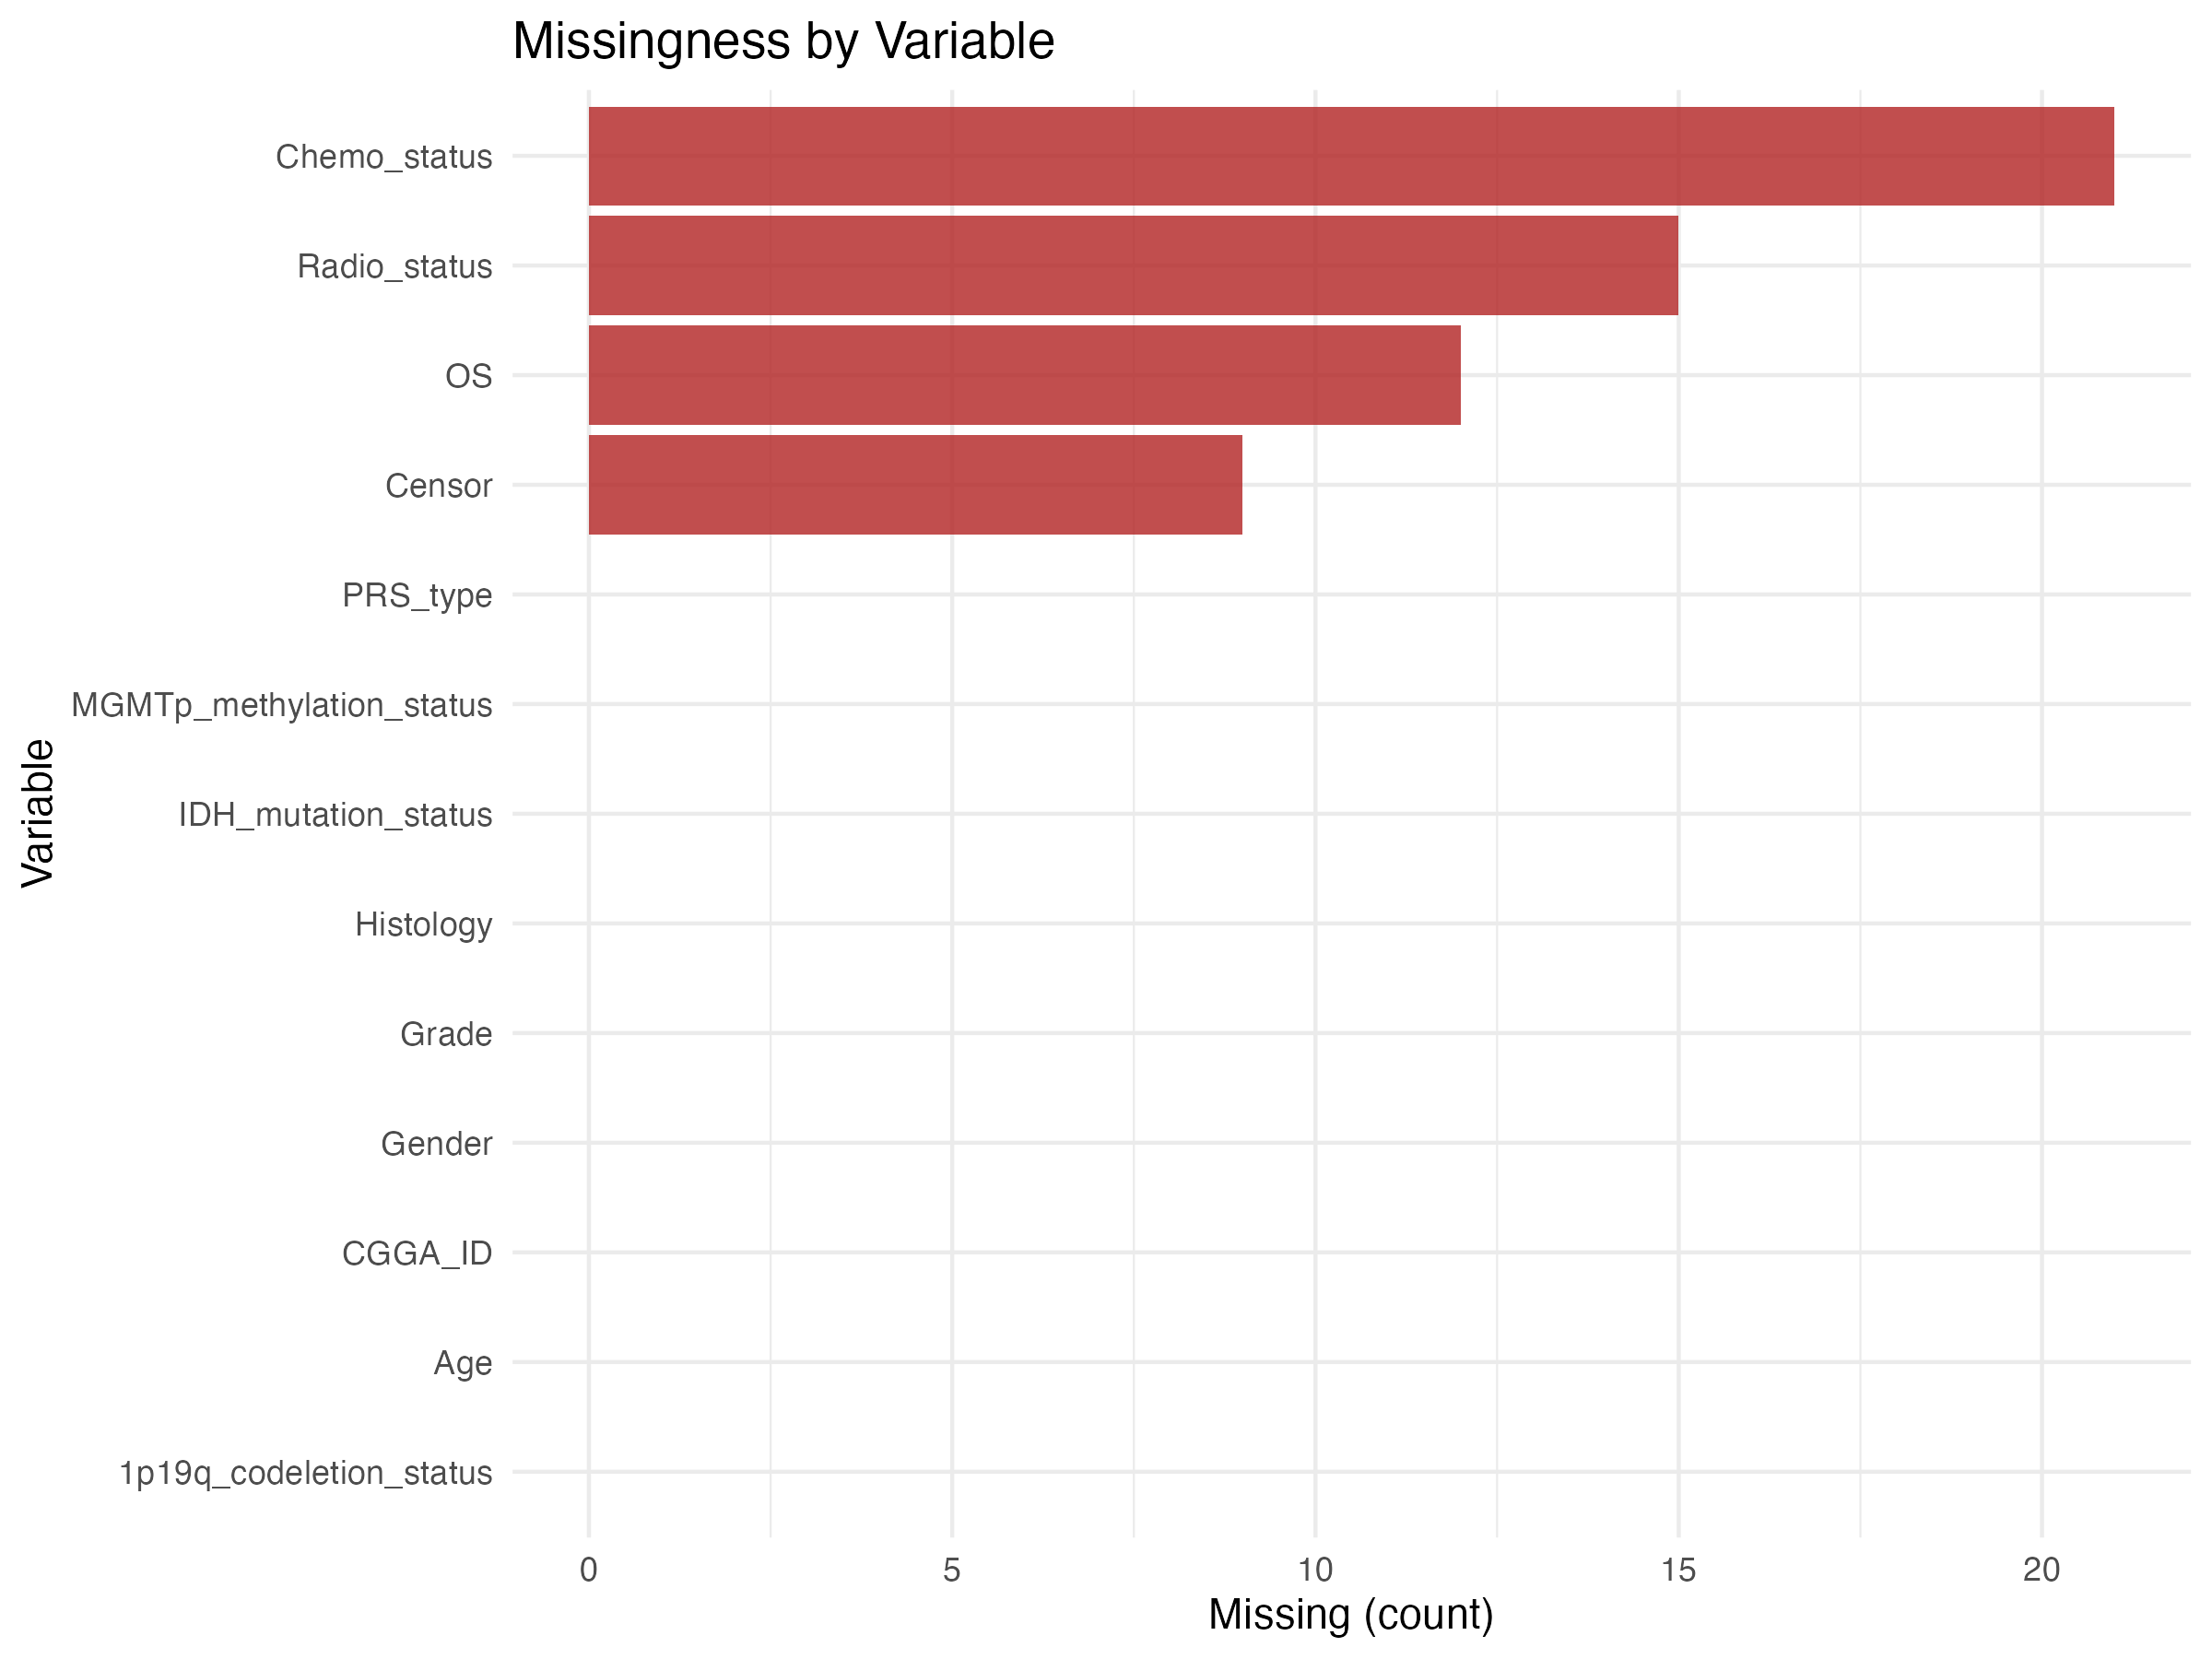 Missingness by Variable
Chemo_status
Radio_status
OS
Censor
PRS_type
MGMTp_methylation_status
IDH_mutation_status
Histology
Grade
Gender
CGGA_ID
Age
1p19q_codeletion_status
Variable
0 5 10 15 20
Missing (count)